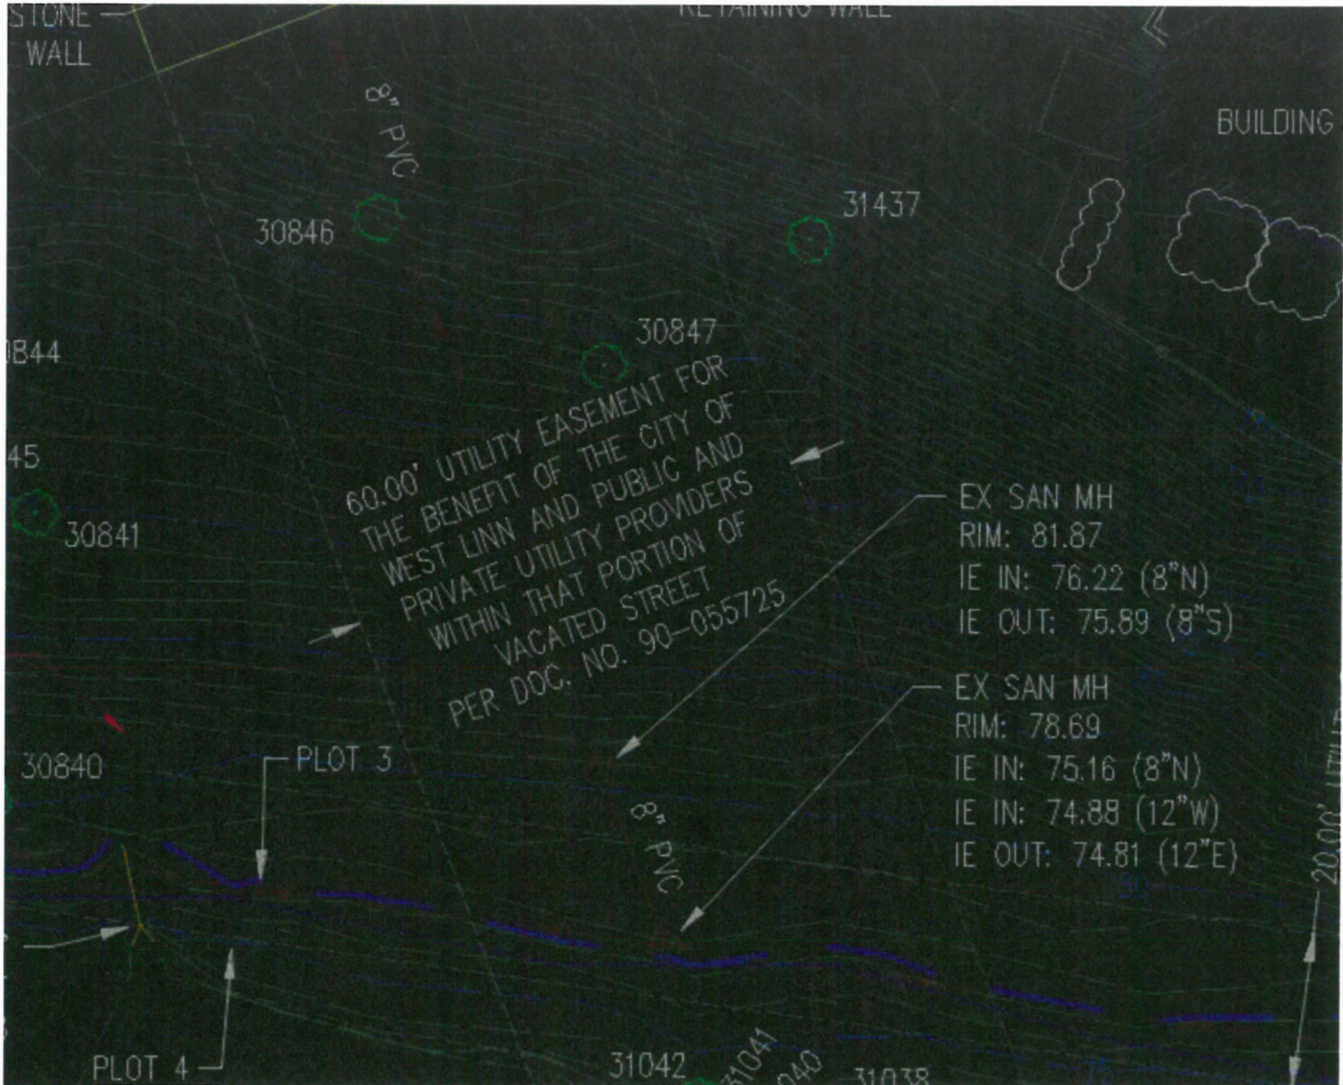 STONE
WALL
RETAINING WALL
8" PVC
BUILDING
30846
31437
30847
0844
45
30841
60.00' UTILITY EASEMENT FOR
THE BENEFIT OF THE CITY OF
WEST LINN AND PUBLIC AND
PRIVATE UTILITY PROVIDERS
WITHIN THAT PORTION OF
VACATED STREET
PER DOC. NO. 90-055725
EX SAN MH
RIM: 81.87
IE IN: 76.22 (8"N)
IE OUT: 75.89 (8"S)
EX SAN MH
RIM: 78.69
IE IN: 75.16 (8"N)
IE IN: 74.88 (12"W)
IE OUT: 74.81 (12"E)
30840
PLOT 3
8" PVC
20.00' UTILI
PLOT 4
31042
31041
040
31038